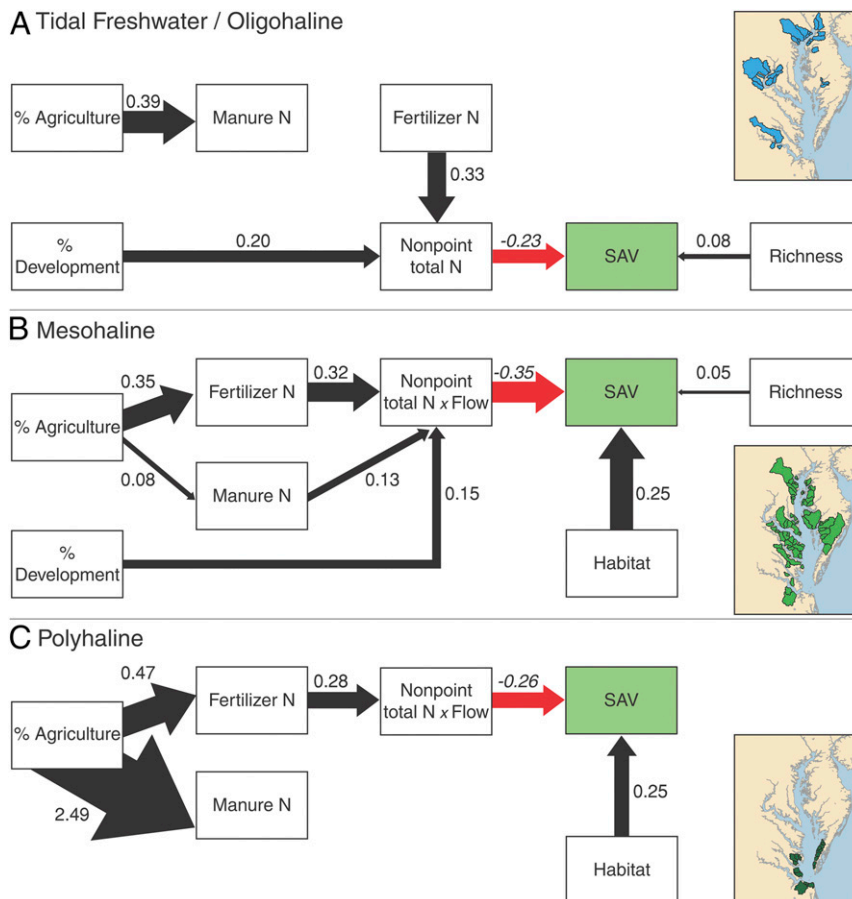 A Tidal Freshwater / Oligohaline
% Agriculture
0.39
Manure N
Fertilizer N
0.33
%
Development
0.20
Nonpoint
total N
-0.23
SAV
0.08
Richness
B Mesohaline
% Agriculture
0.35
Fertilizer N
0.32
Nonpoint
total N x Flow
-0.35
SAV
0.05
Richness
0.08
Manure N
0.13
0.15
0.25
%
Development
Habitat
C Polyhaline
% Agriculture
0.47
Fertilizer N
0.28
Nonpoint
total N x Flow
-0.26
SAV
2.49
Manure N
0.25
Habitat